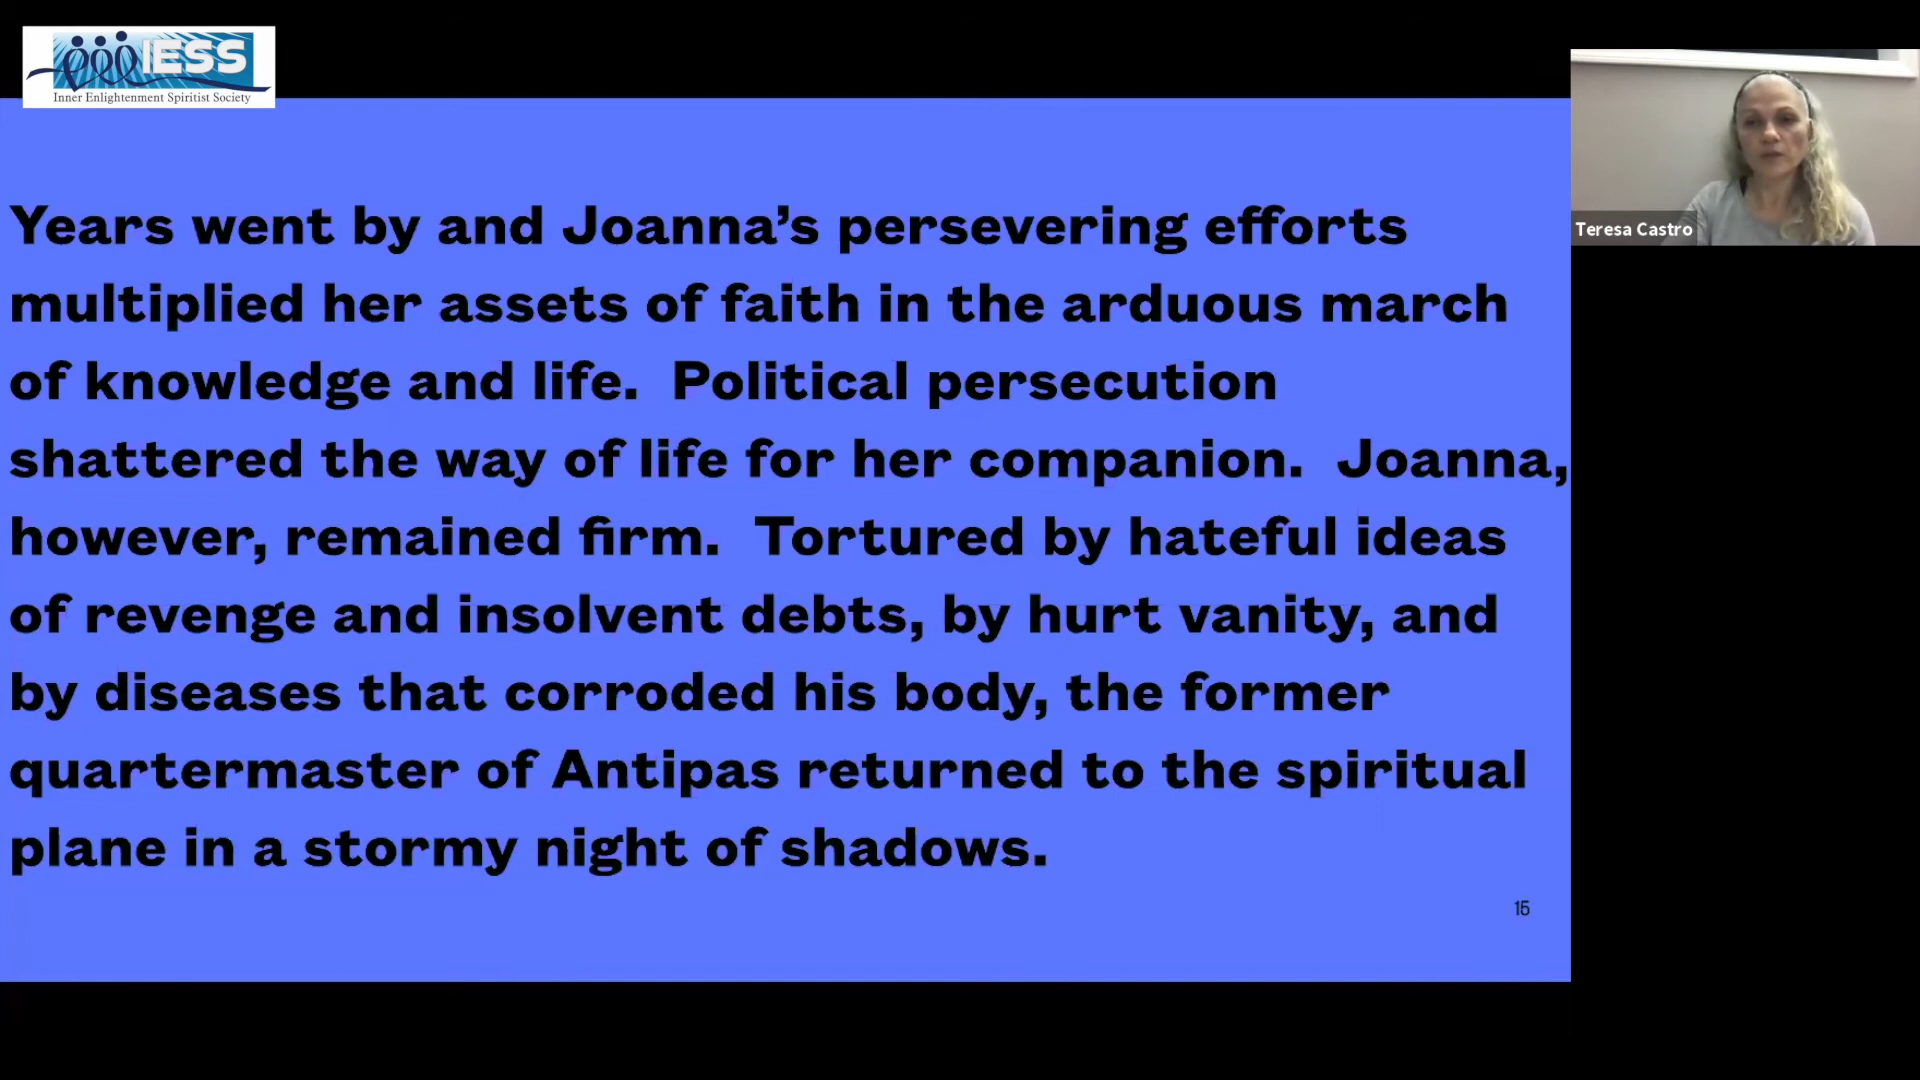 IESS
Inner Enlightenment Spiritist Society
Teresa Castro
Years went by and Joanna’s persevering efforts
multiplied her assets of faith in the arduous march
of knowledge and life.  Political persecution
shattered the way of life for her companion.  Joanna,
however, remained firm.  Tortured by hateful ideas
of revenge and insolvent debts, by hurt vanity, and
by diseases that corroded his body, the former
quartermaster of Antipas returned to the spiritual
plane in a stormy night of shadows.
15